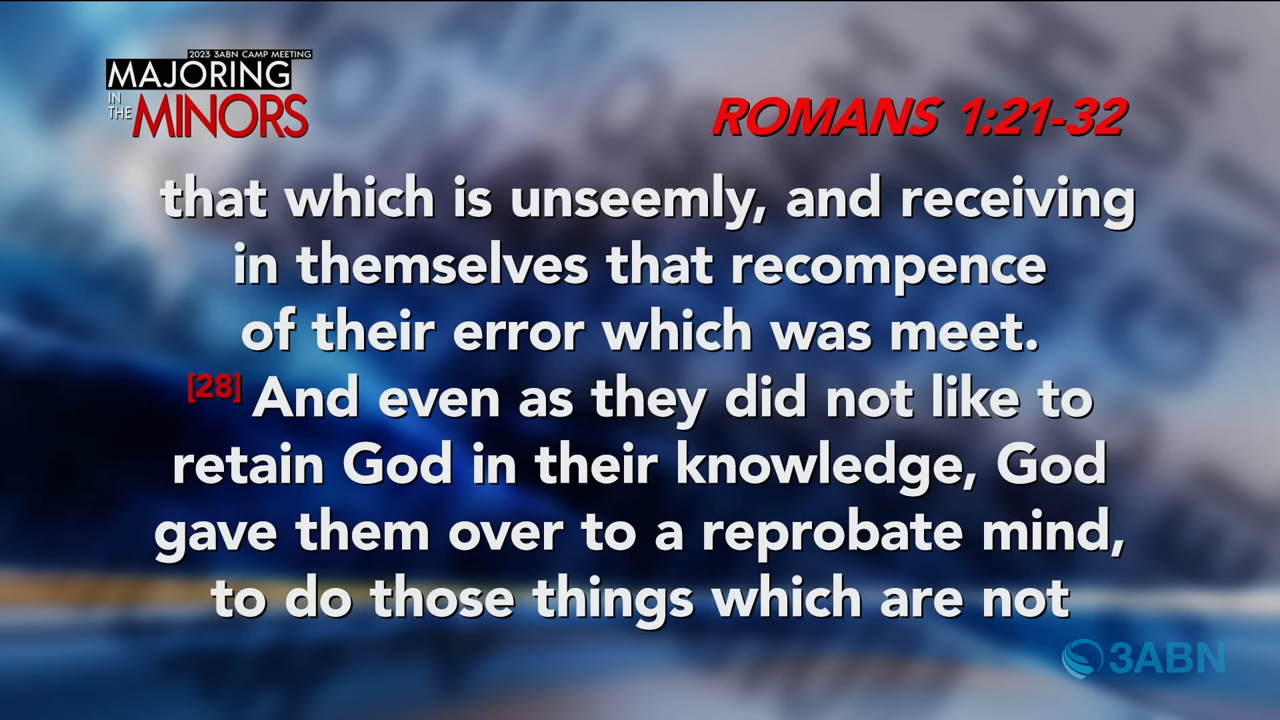 2023 3ABN CAMP MEETING
MAJORING
IN THE
MINORS
ROMANS 1:21-32
that which is unseemly, and receiving
in themselves that recompence
of their error which was meet.
[28] And even as they did not like to
retain God in their knowledge, God
gave them over to a reprobate mind,
to do those things which are not
3ABN